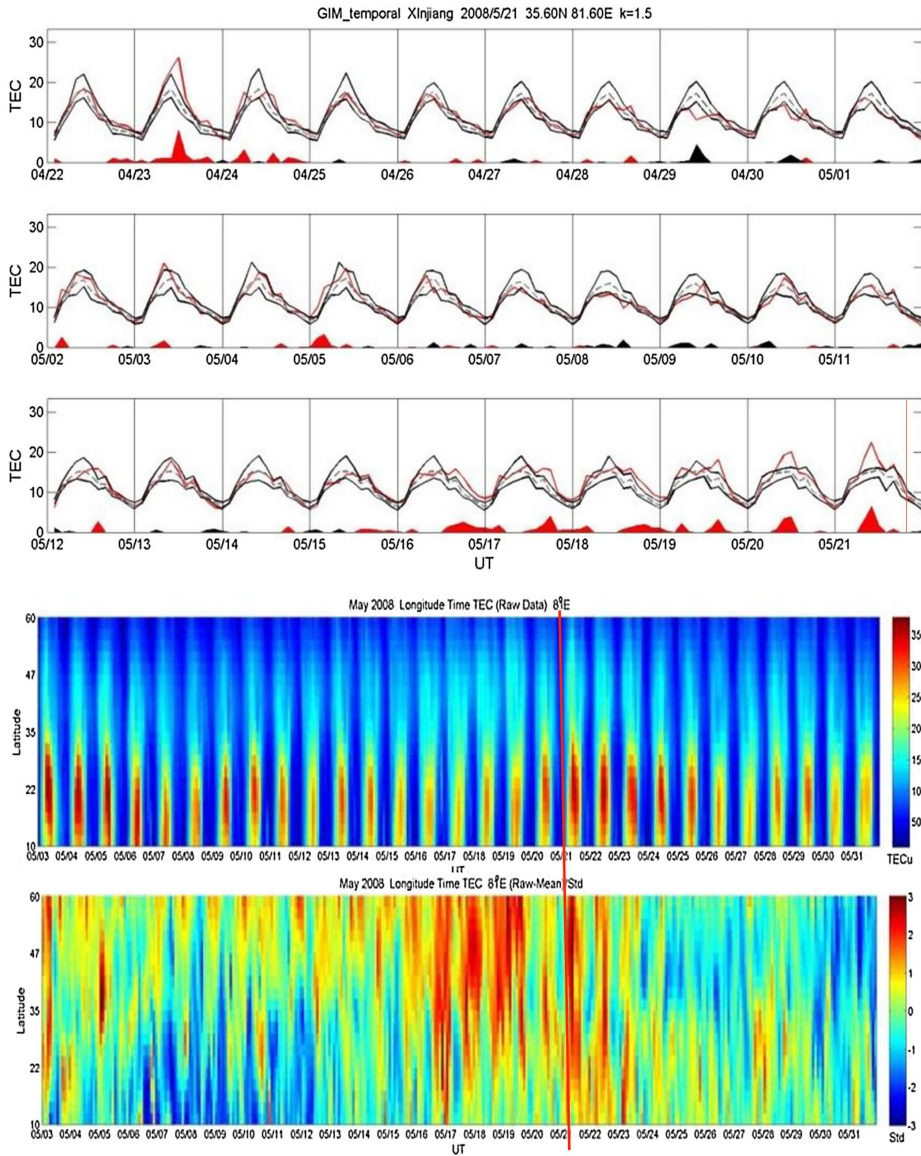 GIM_temporal XInjiang 2008/5/21 35.60N 81.60E k=1.5
TEC
30
20
10
0
04/22 04/23 04/24 04/25 04/26 04/27 04/28 04/29 04/30 05/01
TEC
30
20
10
0
05/02 05/03 05/04 05/05 05/06 05/07 05/08 05/09 05/10 05/11
TEC
30
20
10
0
05/12 05/13 05/14 05/15 05/16 05/17 05/18 05/19 05/20 05/21
UT
May 2008 Longitude Time TEC (Raw Data) 81°E
Latitude
60
47
35
22
10
05/03 05/04 05/05 05/06 05/07 05/08 05/09 05/10 05/11 05/12 05/13 05/14 05/15 05/16 05/17 05/18 05/19 05/20 05/21 05/22 05/23 05/24 05/25 05/26 05/27 05/28 05/29 05/30 05/31
UT
35
30
25
20
15
10
50
TECu
May 2008 Longitude Time TEC 81°E (Raw-Mean)/Std
Latitude
60
47
35
22
10
05/03 05/04 05/05 05/06 05/07 05/08 05/09 05/10 05/11 05/12 05/13 05/14 05/15 05/16 05/17 05/18 05/19 05/20 05/21 05/22 05/23 05/24 05/25 05/26 05/27 05/28 05/29 05/30 05/31
UT
3
2
1
0
-1
-2
-3
Std